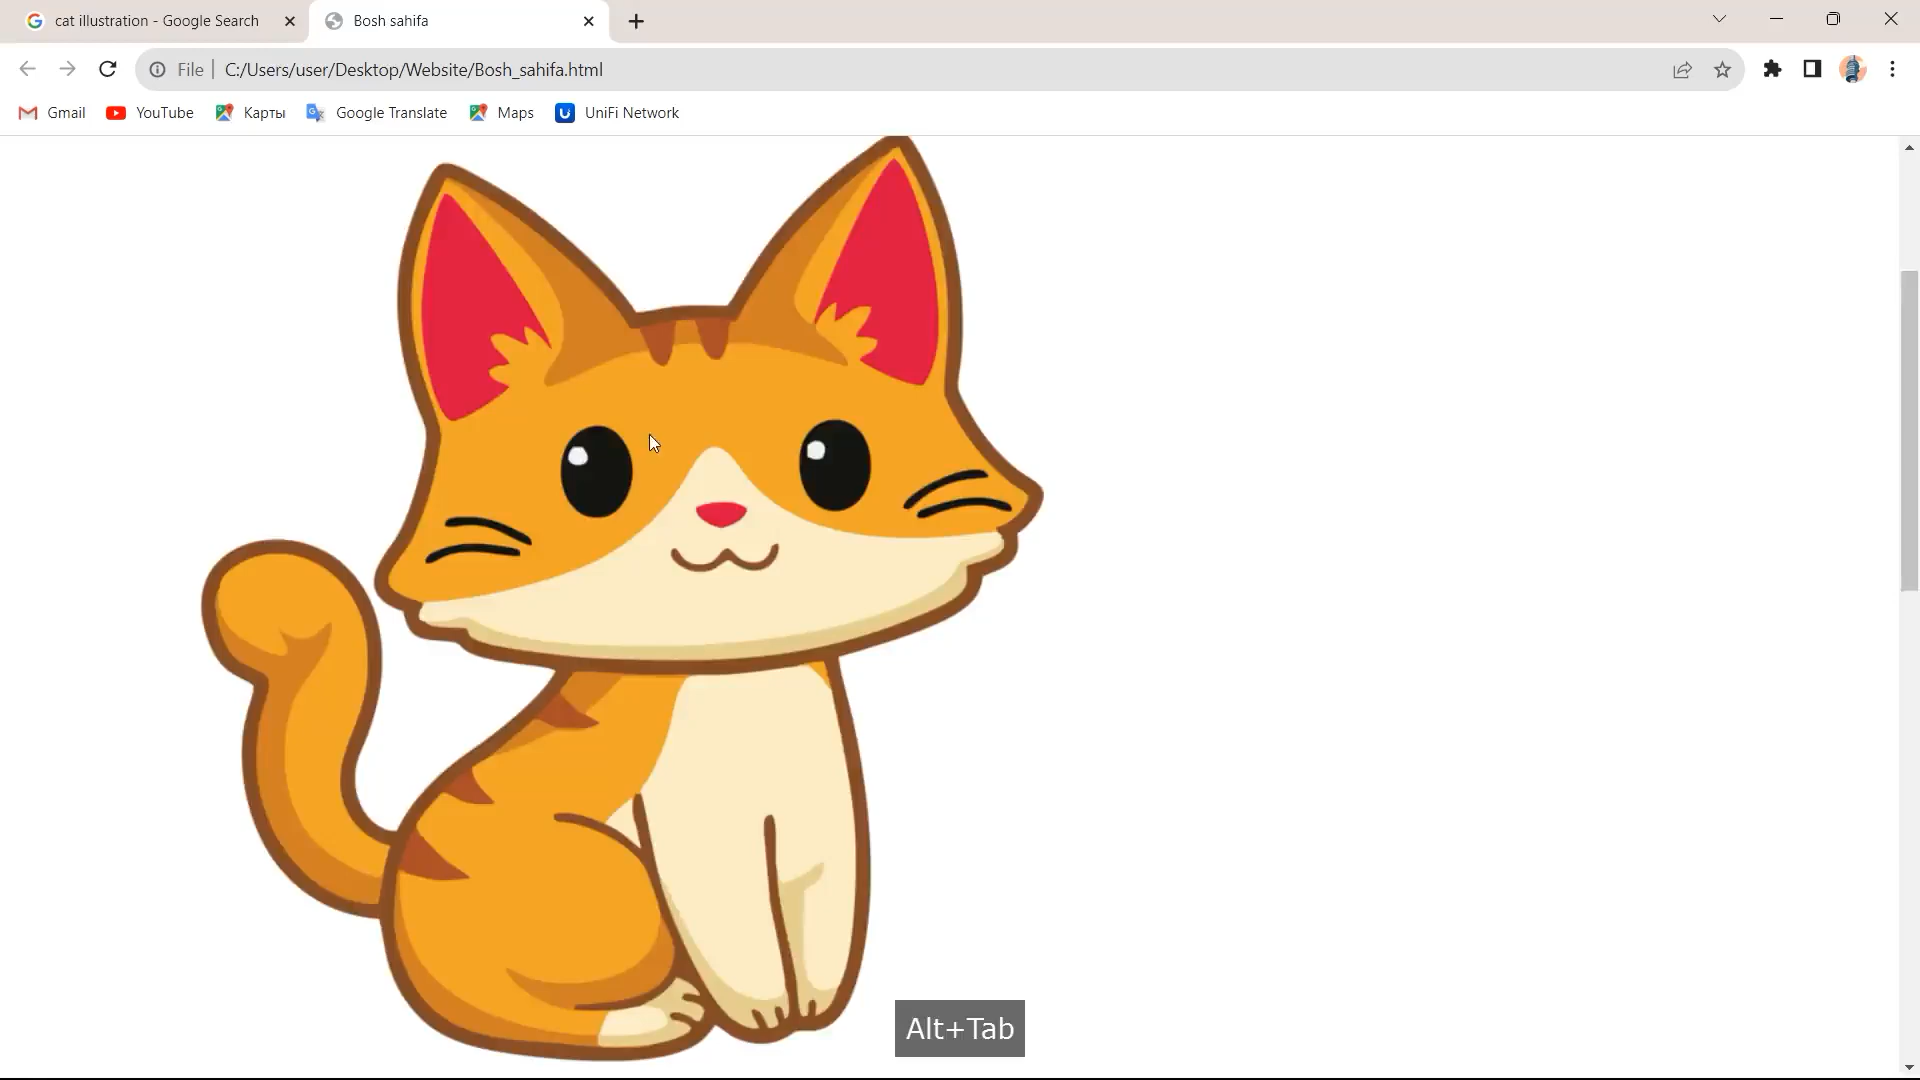 cat illustration - Google Search
Bosh sahifa
File
C:/Users/user/Desktop/Website/Bosh_sahifa.html
Gmail
YouTube
Карты
Google Translate
Maps
UniFi Network
Alt+Tab